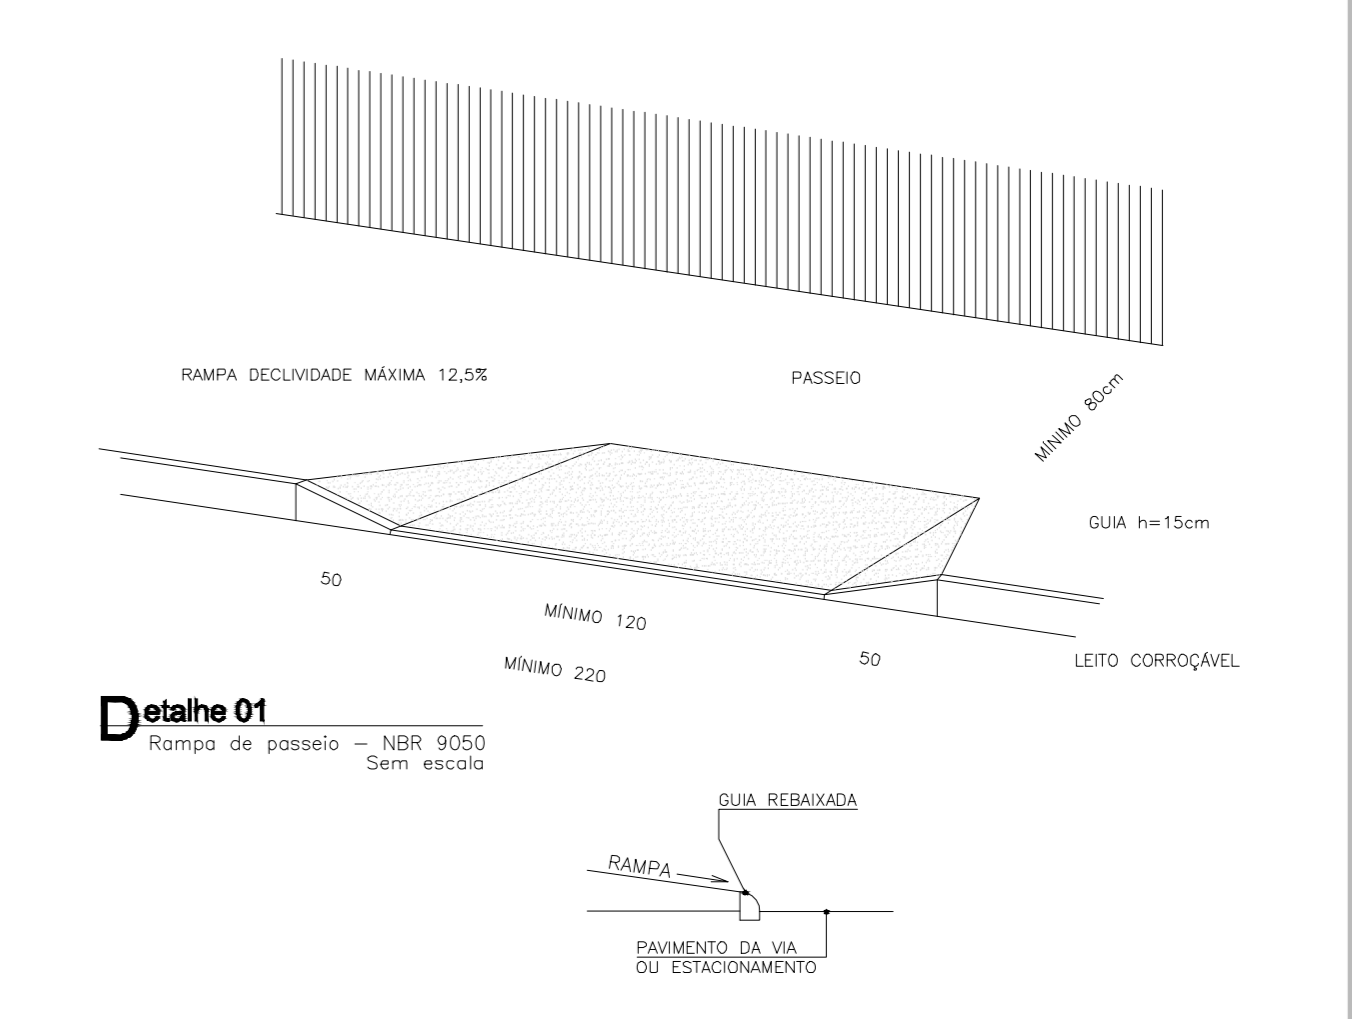 RAMPA DECLIVIDADE MÁXIMA 12,5%
PASSEIO
MÍNIMO 80cm
GUIA h=15cm
50
MÍNIMO 120
50
MÍNIMO 220
LEITO CORROÇÁVEL
Detalhe 01
Rampa de passeio – NBR 9050
Sem escala
GUIA REBAIXADA
RAMPA
PAVIMENTO DA VIA
OU ESTACIONAMENTO